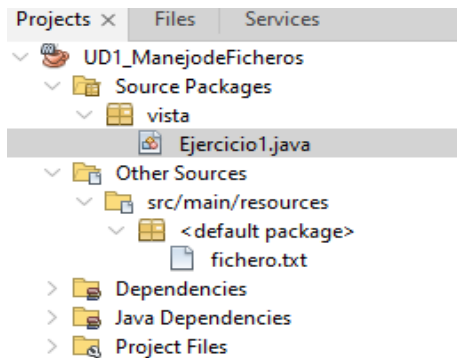 Projects × Files Services
UD1_ManejodeFicheros
Source Packages
vista
Ejercicio1.java
Other Sources
src/main/resources
<default package>
fichero.txt
Dependencies
Java Dependencies
Project Files